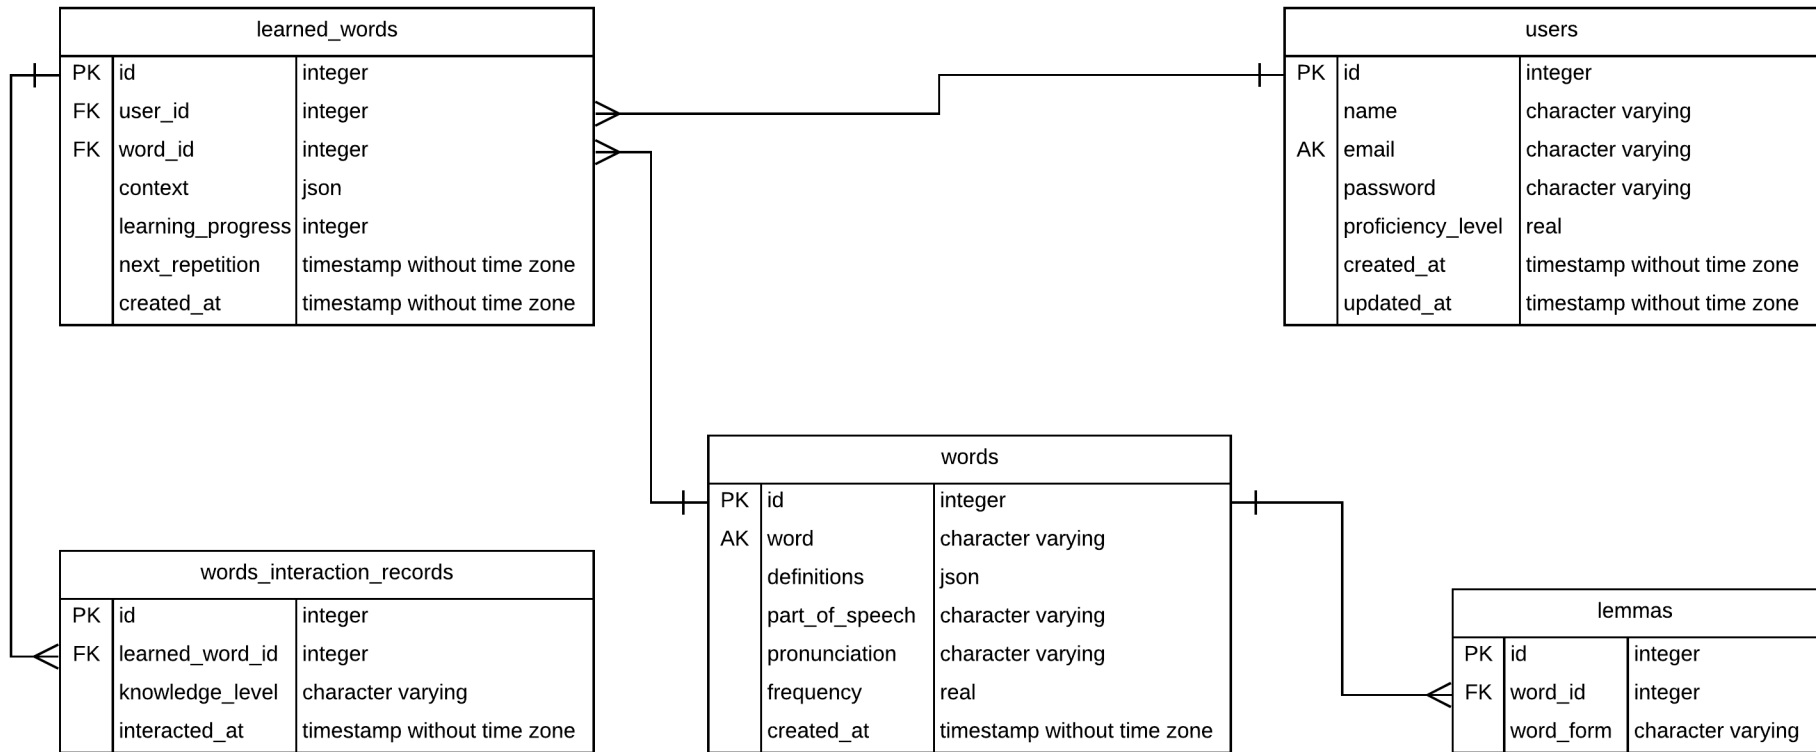 learned_words
PK id integer
FK user_id integer
FK word_id integer
context json
learning_progress integer
next_repetition timestamp without time zone
created_at timestamp without time zone
users
PK id integer
name character varying
AK email character varying
password character varying
proficiency_level real
created_at timestamp without time zone
updated_at timestamp without time zone
words_interaction_records
PK id integer
FK learned_word_id integer
knowledge_level character varying
interacted_at timestamp without time zone
words
PK id integer
AK word character varying
definitions json
part_of_speech character varying
pronunciation character varying
frequency real
created_at timestamp without time zone
lemmas
PK id integer
FK word_id integer
word_form character varying